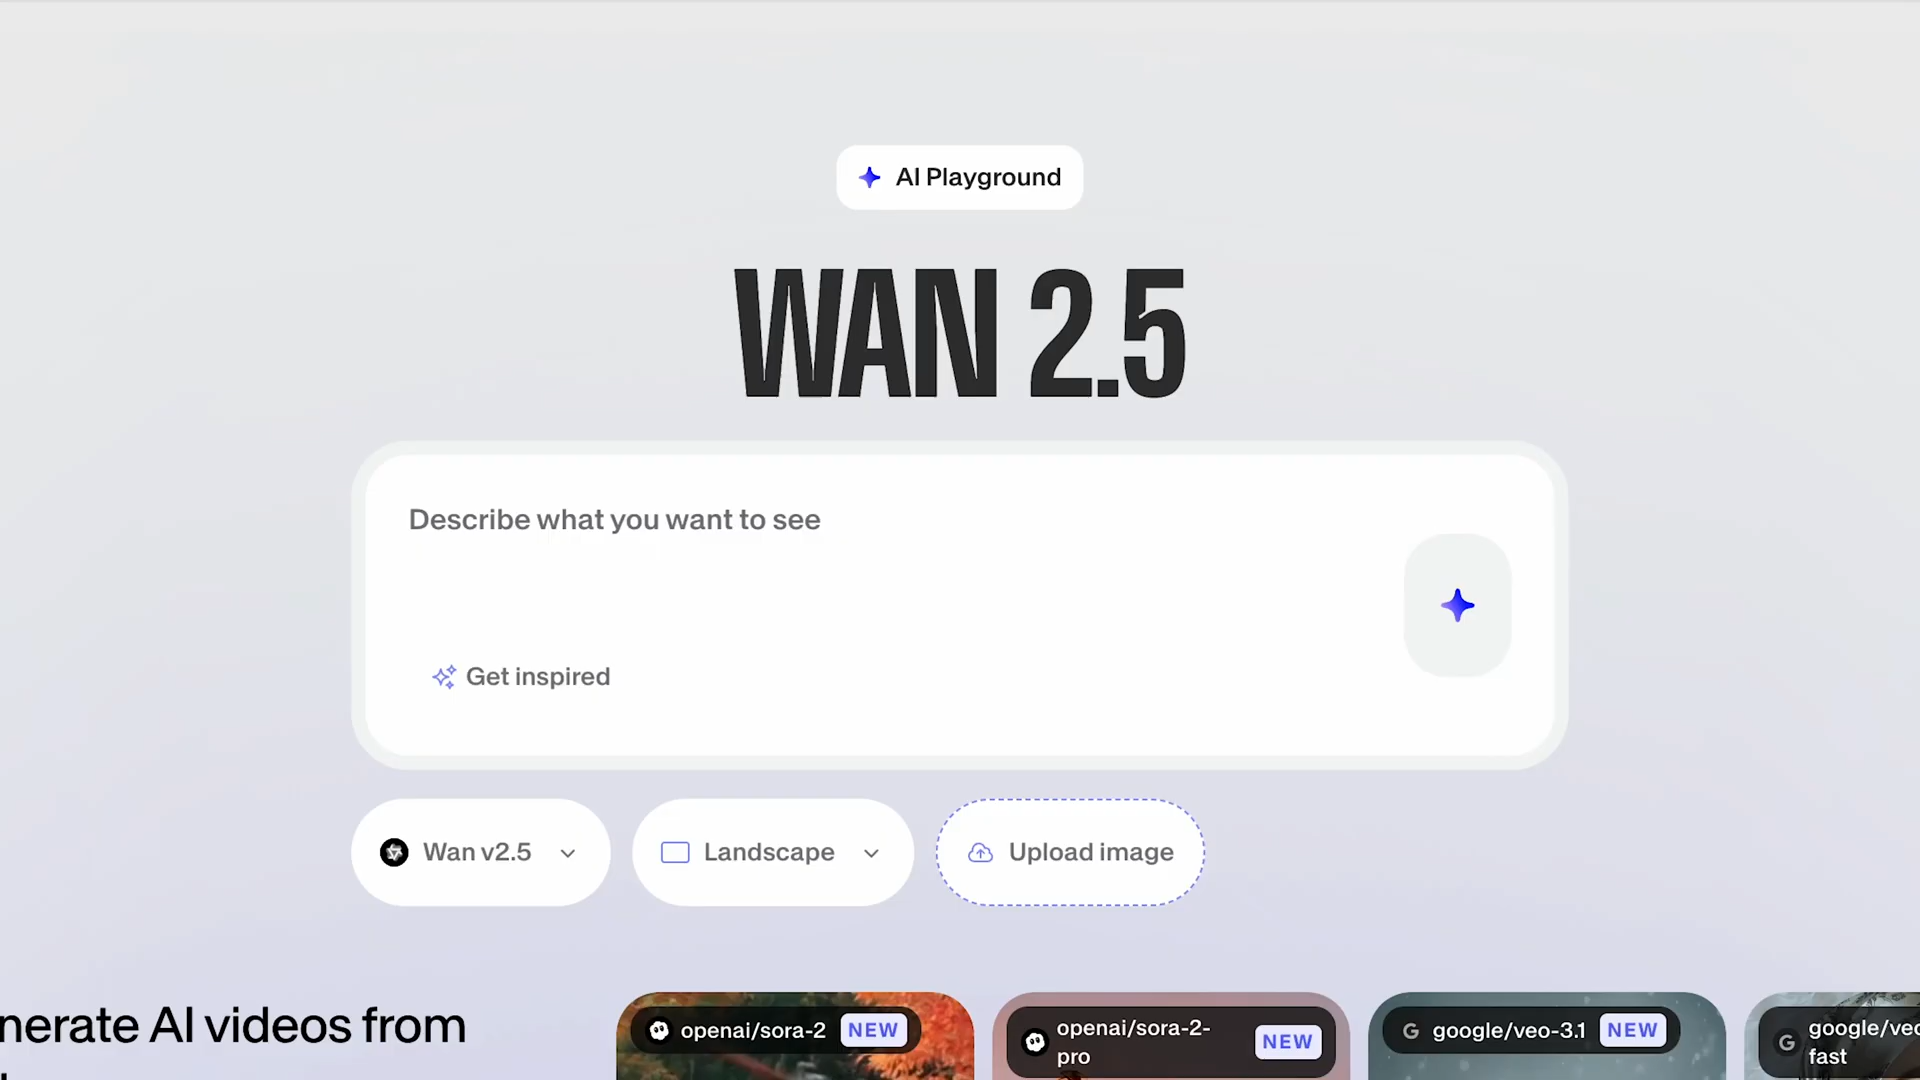 AI Playground
WAN 2.5
Describe what you want to see
Get inspired
Wan v2.5
Landscape
Upload image
nerate AI videos from
openai/sora-2 NEW
openai/sora-2-
pro
NEW
google/veo-3.1 NEW
google/veo
fast